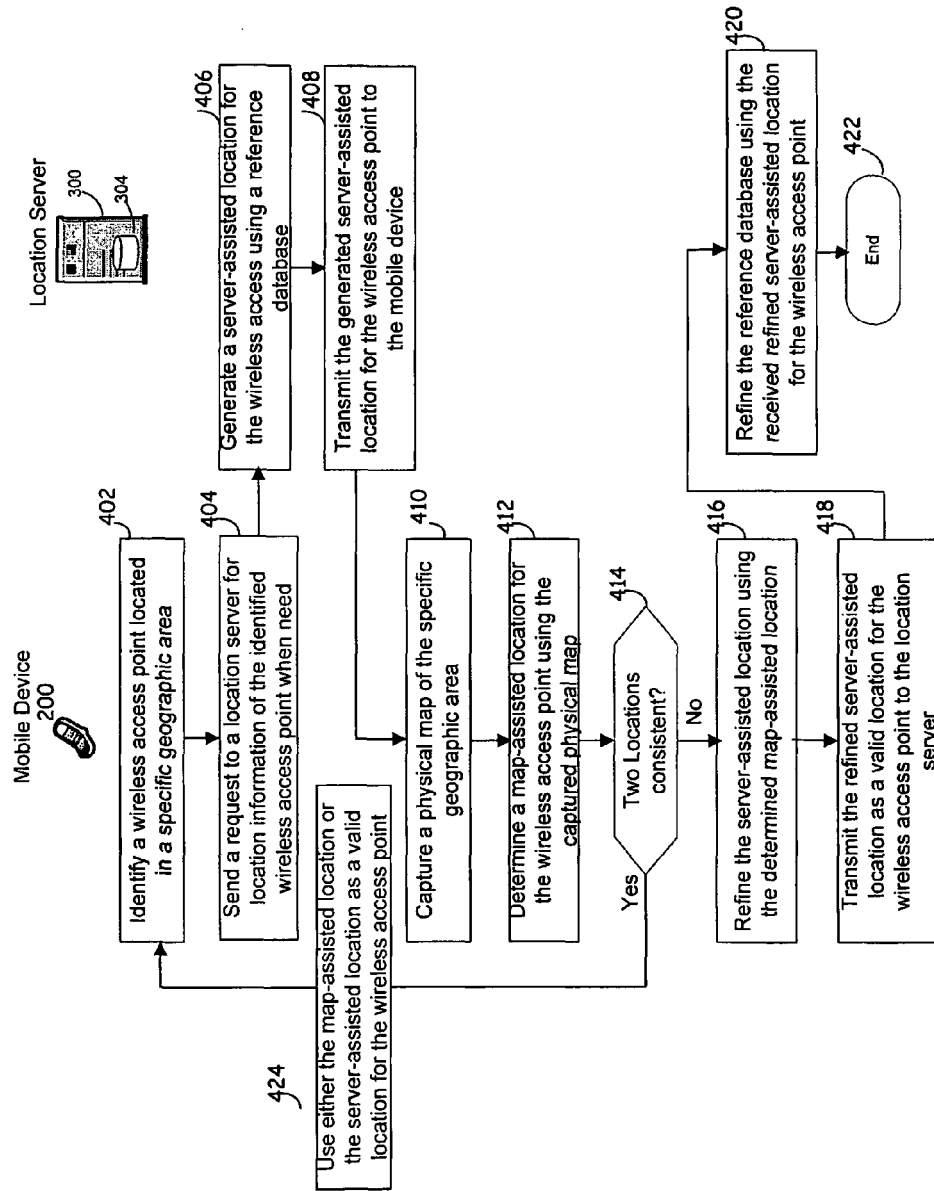 Mobile Device
200
Location Server
300
304
402
Identify a wireless access point located
in a specific geographic area
404
Send a request to a location server for
location information of the identified
wireless access point when need
406
Generate a server-assisted location for
the wireless access using a reference
database
408
Transmit the generated server-assisted
location for the wireless access point to
the mobile device
424
Use either the map-assisted location or
the server-assisted location as a valid
location for the wireless access point
410
Capture a physical map of the specific
geographic area
412
Determine a map-assisted location for
the wireless access point using the
captured physical map
414
Two Locations
consistent?
Yes
No
416
Refine the server-assisted location using
the determined map-assisted location
418
Transmit the refined server-assisted
location as a valid location for the
wireless access point to the location
server
420
Refine the reference database using the
received refined server-assisted location
for the wireless access point
422
End